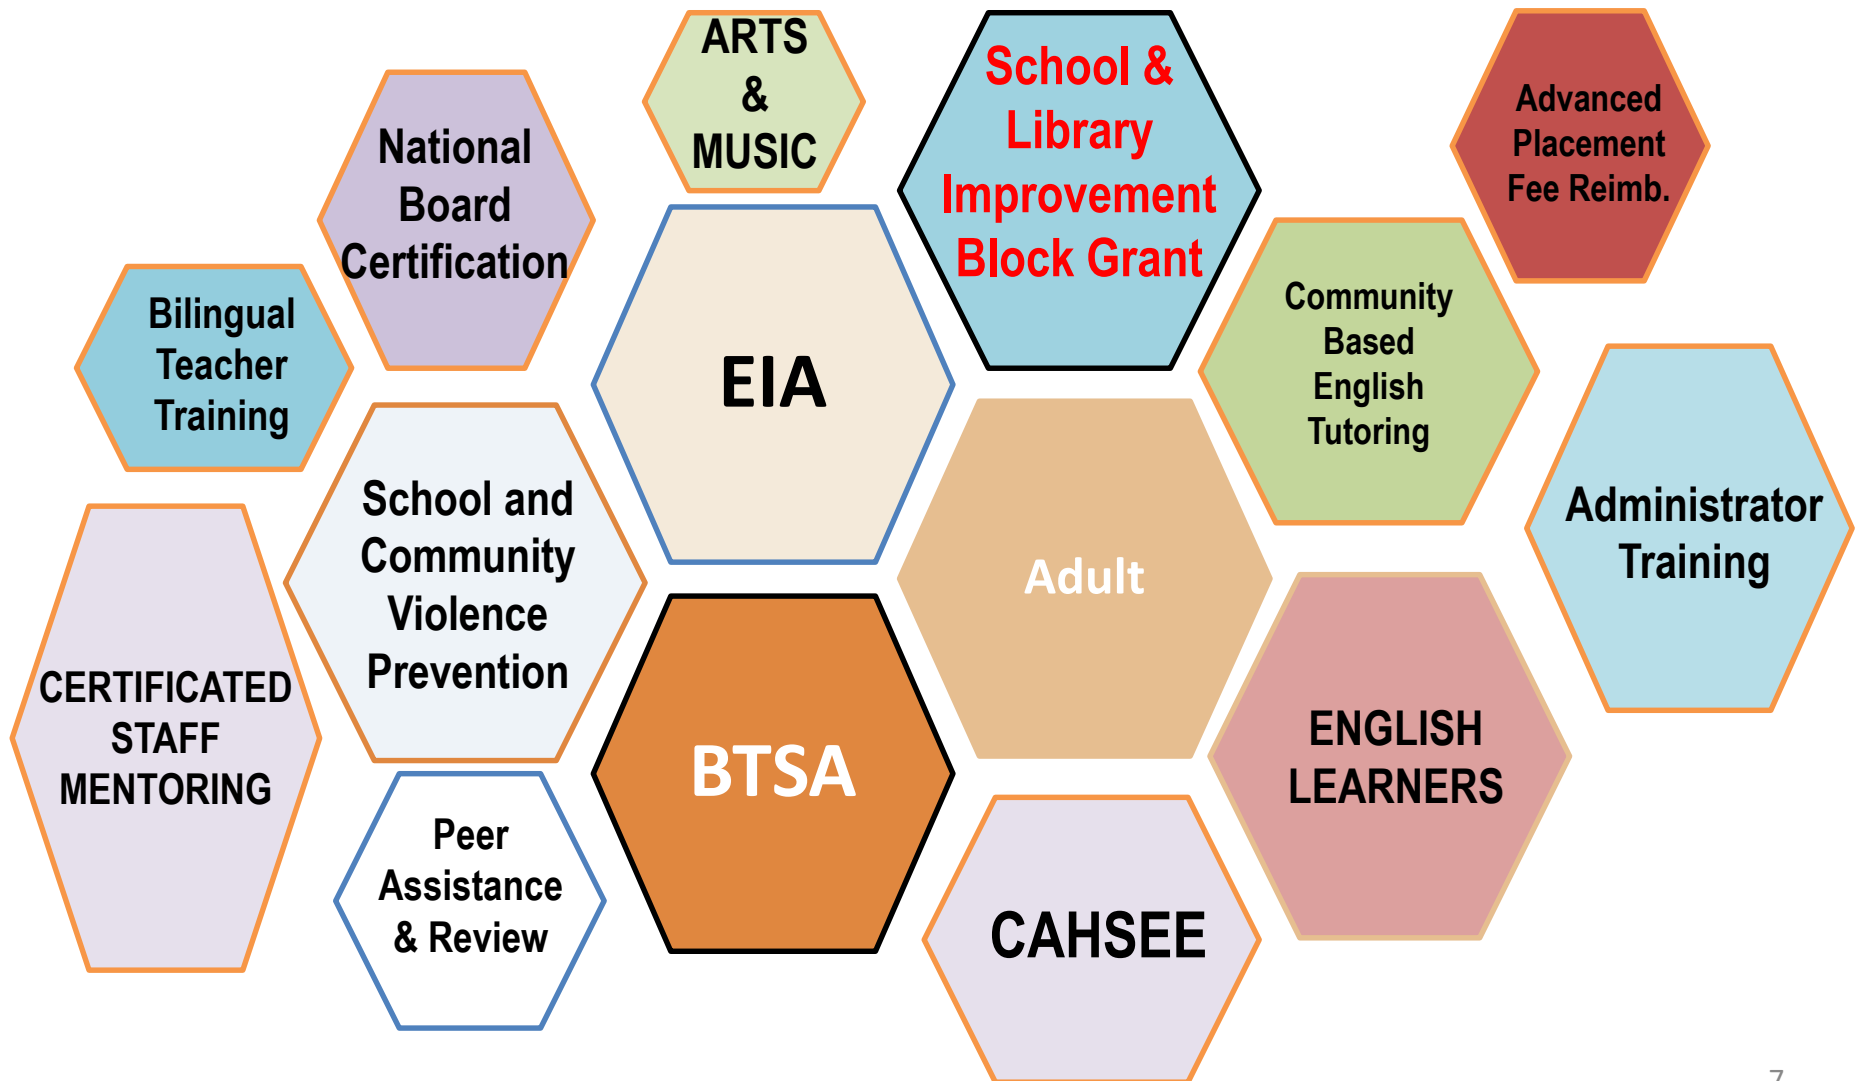 ARTS
&
MUSIC
School &
Library
Improvement
Block Grant
Advanced
Placement
Fee Reimb.
National
Board
Certification
Bilingual
Teacher
Training
EIA
Community
Based
English
Tutoring
School and
Community
Violence
Prevention
Adult
Administrator
Training
CERTIFICATED
STAFF
MENTORING
BTSA
ENGLISH
LEARNERS
Peer
Assistance
& Review
CAHSEE
7